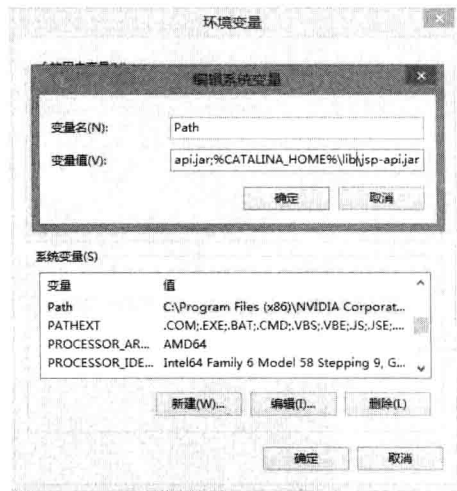 环境变量
编辑系统变量
变量名(N): Path
变量值(V): api.jar;%CATALINA_HOME%\lib\jsp-api.jar
确定 取消
系统变量(S)
变量 值
Path C:\Program Files (x86)\NVIDIA Corporat...
PATHEXT .COM;.EXE;.BAT;.CMD;.VBS;.VBE;.JS;.JSE;....
PROCESSOR_AR... AMD64
PROCESSOR_IDE... Intel64 Family 6 Model 58 Stepping 9, G...
新建(W)... 编辑(I)... 删除(L)
确定 取消